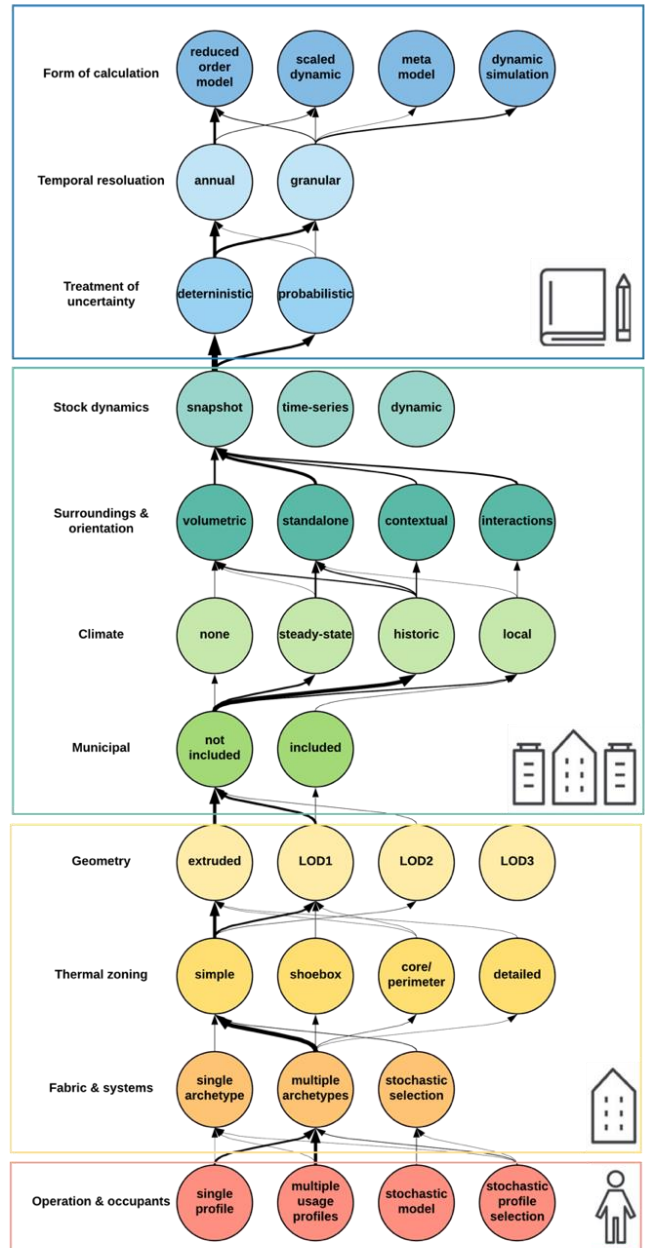 Form of calculation
reduced
order
model
scaled
dynamic
meta
model
dynamic
simulation
Temporal resoluation
annual
granular
Treatment of
uncertainty
deterninistic
probabilistic
Stock dynamics
snapshot
time-series
dynamic
Surroundings &
orientation
volumetric
standalone
contextual
interactions
Climate
none
steady-state
historic
local
Municipal
not
included
included
Geometry
extruded
LOD1
LOD2
LOD3
Thermal zoning
simple
shoebox
core/
perimeter
detailed
Fabric & systems
single
archetype
multiple
archetypes
stochastic
selection
Operation & occupants
single
profile
multiple
usage
profiles
stochastic
model
stochastic
profile
selection